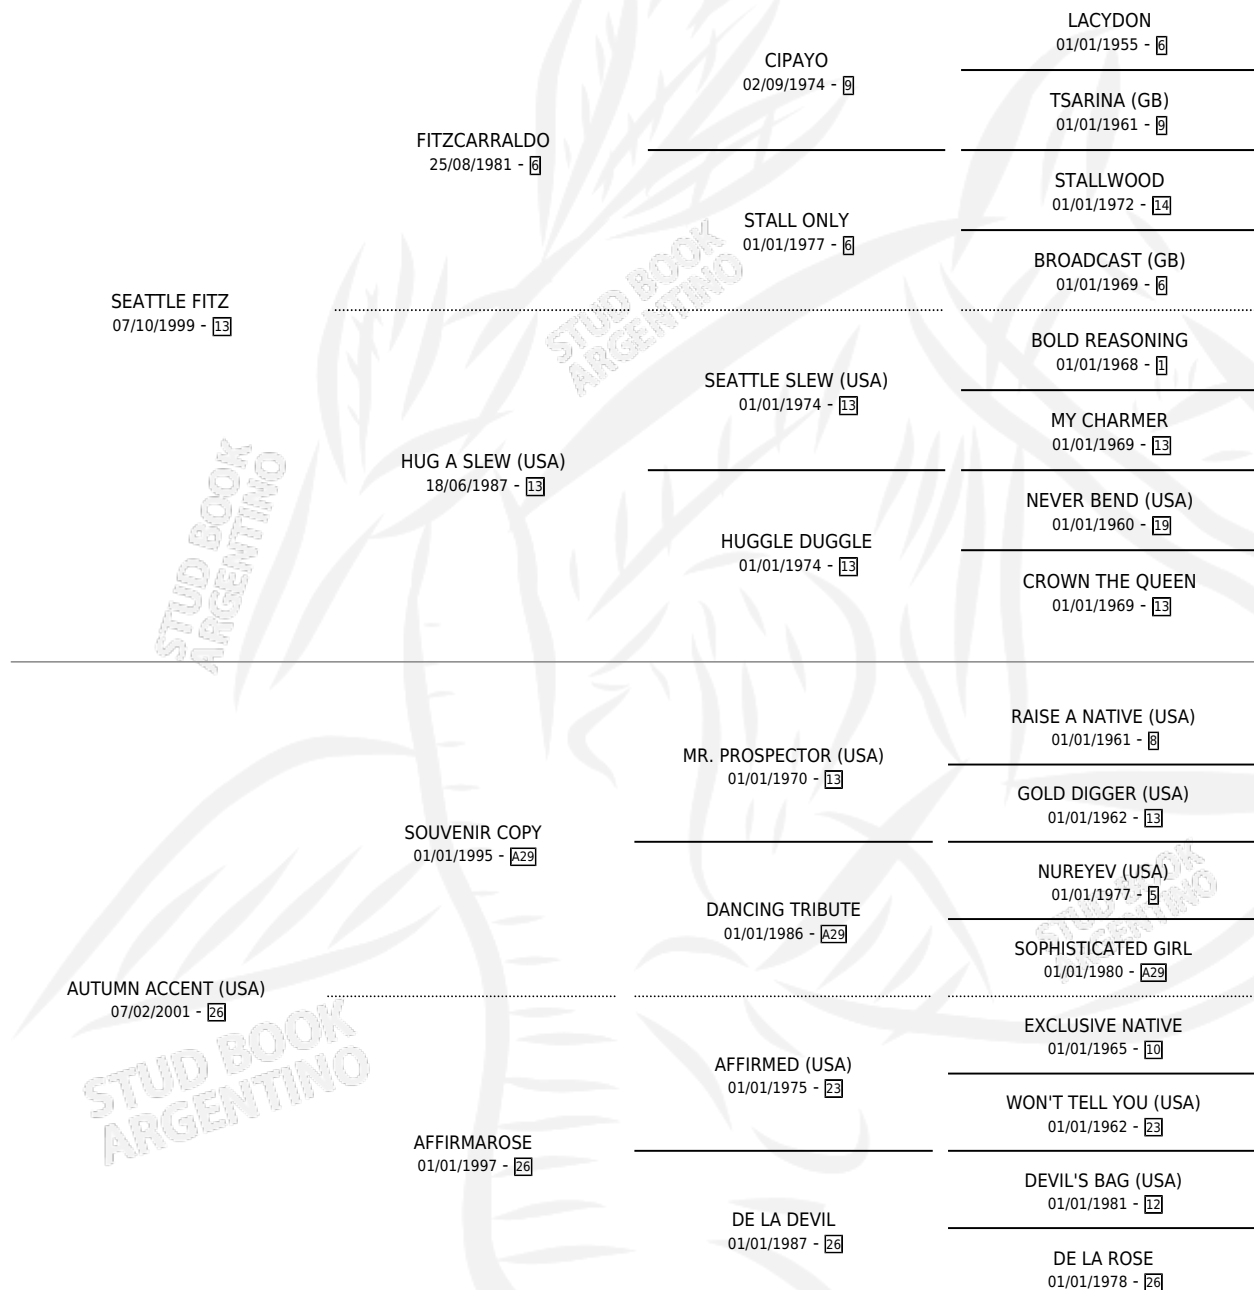 LACYDON
01/01/1955 - 6
CIPAYO
02/09/1974 - 9
TSARINA (GB)
01/01/1961 - 9
FITZCARRALDO
25/08/1981 - 6
STALLWOOD
01/01/1972 - 14
STALL ONLY
01/01/1977 - 6
BROADCAST (GB)
01/01/1969 - 6
SEATTLE FITZ
07/10/1999 - 13
BOLD REASONING
01/01/1968 - 1
SEATTLE SLEW (USA)
01/01/1974 - 13
MY CHARMER
01/01/1969 - 13
HUG A SLEW (USA)
18/06/1987 - 13
NEVER BEND (USA)
01/01/1960 - 19
HUGGLE DUGGLE
01/01/1974 - 13
CROWN THE QUEEN
01/01/1969 - 13
RAISE A NATIVE (USA)
01/01/1961 - 8
MR. PROSPECTOR (USA)
01/01/1970 - 13
GOLD DIGGER (USA)
01/01/1962 - 13
SOUVENIR COPY
01/01/1995 - A29
NUREYEV (USA)
01/01/1977 - 5
DANCING TRIBUTE
01/01/1986 - A29
SOPHISTICATED GIRL
01/01/1980 - A29
AUTUMN ACCENT (USA)
07/02/2001 - 26
EXCLUSIVE NATIVE
01/01/1965 - 10
AFFIRMED (USA)
01/01/1975 - 23
WON'T TELL YOU (USA)
01/01/1962 - 23
AFFIRMAROSE
01/01/1997 - 26
DEVIL'S BAG (USA)
01/01/1981 - 12
DE LA DEVIL
01/01/1987 - 26
DE LA ROSE
01/01/1978 - 26
STUD BOOK
ARGENTINO
STUD BOOK
ARGENTINO
STUD BOOK
ARGENTINO
STUD BOOK
ARGENTINO